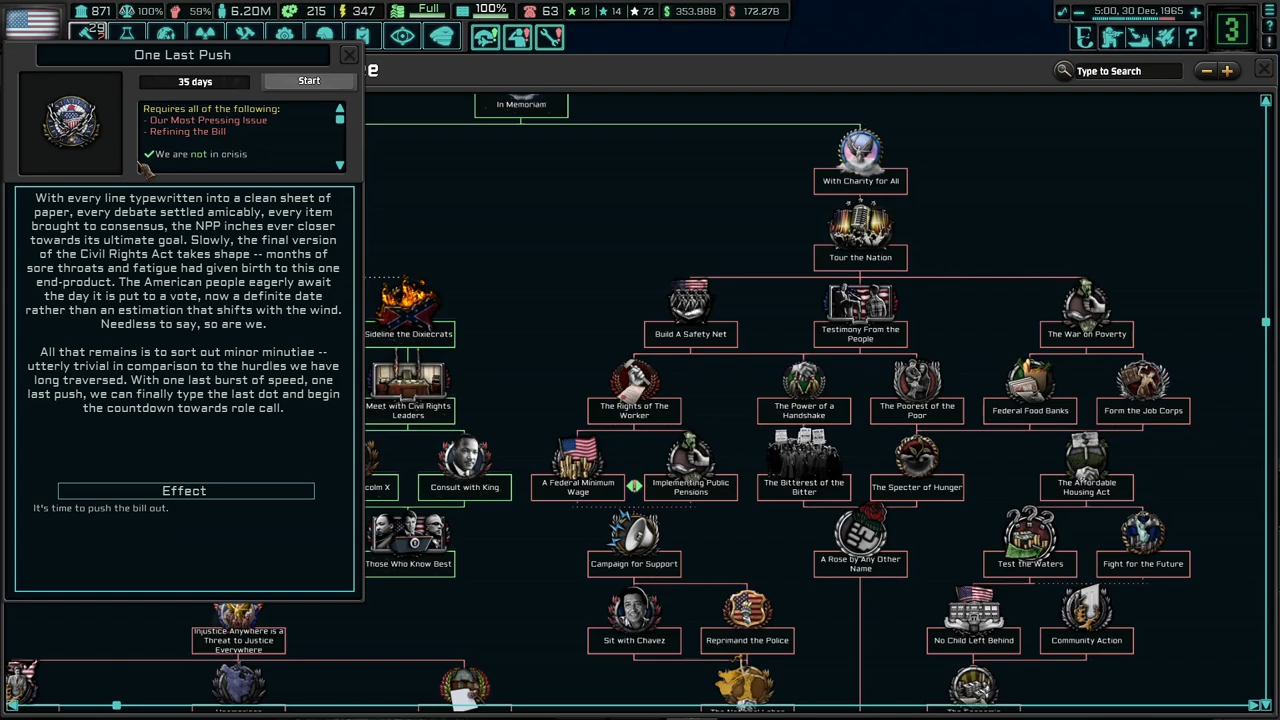 871 100% 59% 6.20M 215 347 Full 100% 63 12 14 72 353.98B 172.27B 5:00, 30 Dec, 1965
3
29
One Last Push
35 days
Start
Requires all of the following:
- Our Most Pressing Issue
- Refining the Bill
We are not in crisis
With every line typewritten into a clean sheet of
paper, every debate settled amicably, every item
brought to consensus, the NPP inches ever closer
towards its ultimate goal. Slowly, the final version
of the Civil Rights Act takes shape -- months of
sore throats and fatigue had given birth to this one
end-product. The American people eagerly await
the day it is put to a vote, now a definite date
rather than an estimation that shifts with the wind.
Needless to say, so are we.
All that remains is to sort out minor minutiae --
utterly trivial in comparison to the hurdles we have
long traversed. With one last burst of speed, one
last push, we can finally type the last dot and begin
the countdown towards role call.
Effect
It's time to push the bill out.
Type to Search
In Memoriam
With Charity for All
Tour the Nation
Sideline the Dixiecrats
Build A Safety Net
Testimony From the
People
The War on Poverty
Meet with Civil Rights
Leaders
The Rights of The
Worker
The Power of a
Handshake
The Poorest of the
Poor
Federal Food Banks
Form the Job Corps
colm X
Consult with King
A Federal Minimum
Wage
Implementing Public
Pensions
The Bitterest of the
Bitter
The Specter of Hunger
The Affordable
Housing Act
Those Who Know Best
Campaign for Support
A Rose by Any Other
Name
Test the Waters
Fight for the Future
Injustice Anywhere is a
Threat to Justice
Everywhere
Sit with Chavez
Reprimand the Police
No Child Left Behind
Community Action